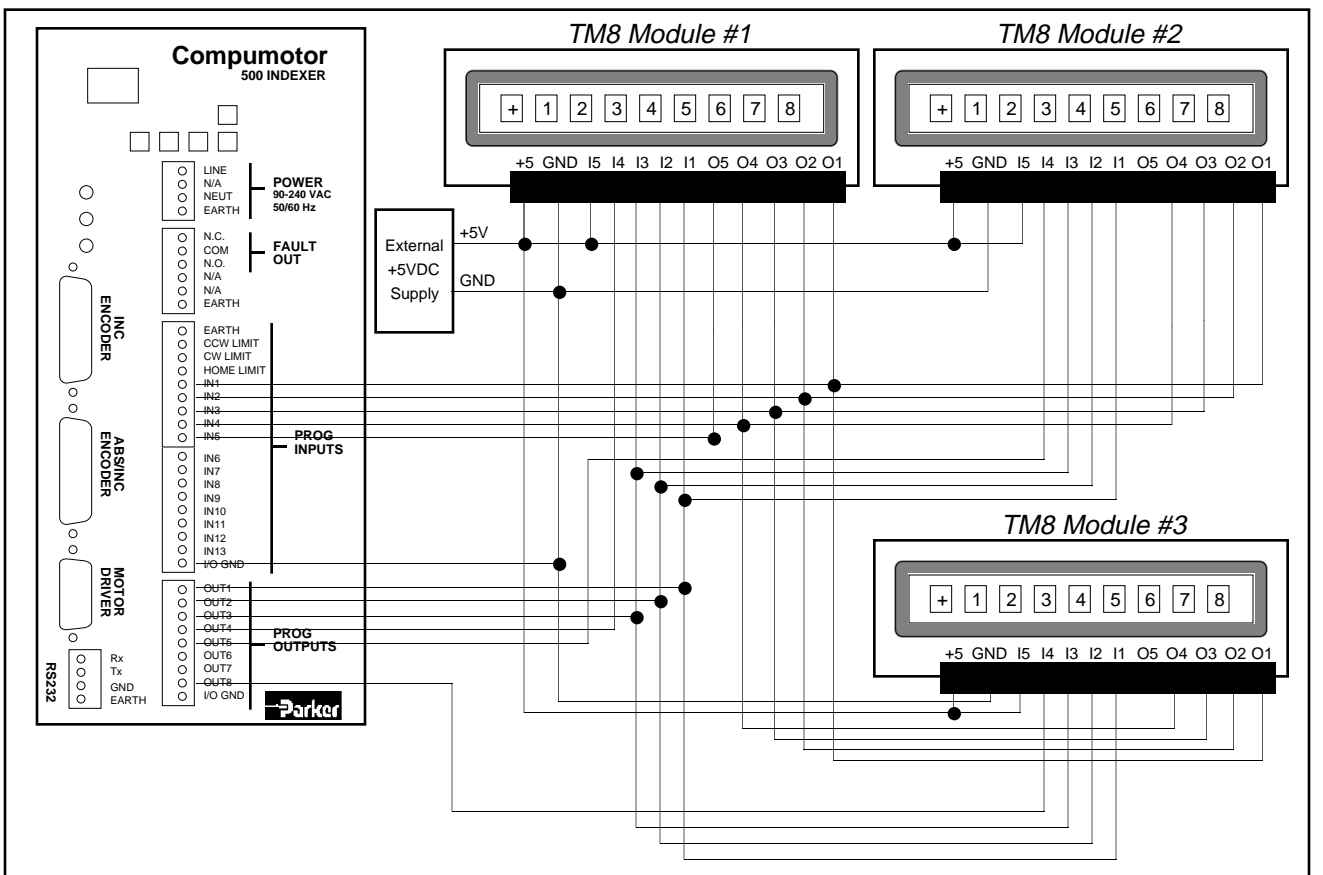 TM8 Module #1
TM8 Module #2
Compumotor
500 INDEXER
+ 1 2 3 4 5 6 7 8
+ 1 2 3 4 5 6 7 8
+5 GND I5 I4 I3 I2 I1 O5 O4 O3 O2 O1
+5 GND I5 I4 I3 I2 I1 O5 O4 O3 O2 O1
LINE
N/A
NEUT
EARTH
POWER
90-240 VAC
50/60 Hz
N.C.
COM
N.O.
N/A
N/A
EARTH
FAULT
OUT
External
+5VDC
Supply
+5V
GND
INC
ENCODER
EARTH
CCW LIMIT
CW LIMIT
HOME LIMIT
IN1
IN2
IN3
IN4
IN5
PROG
INPUTS
ABS/INC
ENCODER
IN6
IN7
IN8
IN9
IN10
IN11
IN12
IN13
I/O GND
TM8 Module #3
+ 1 2 3 4 5 6 7 8
+5 GND I5 I4 I3 I2 I1 O5 O4 O3 O2 O1
MOTOR
DRIVER
OUT1
OUT2
OUT3
OUT4
OUT5
OUT6
OUT7
OUT8
I/O GND
PROG
OUTPUTS
RS232
Rx
Tx
GND
EARTH
Parker